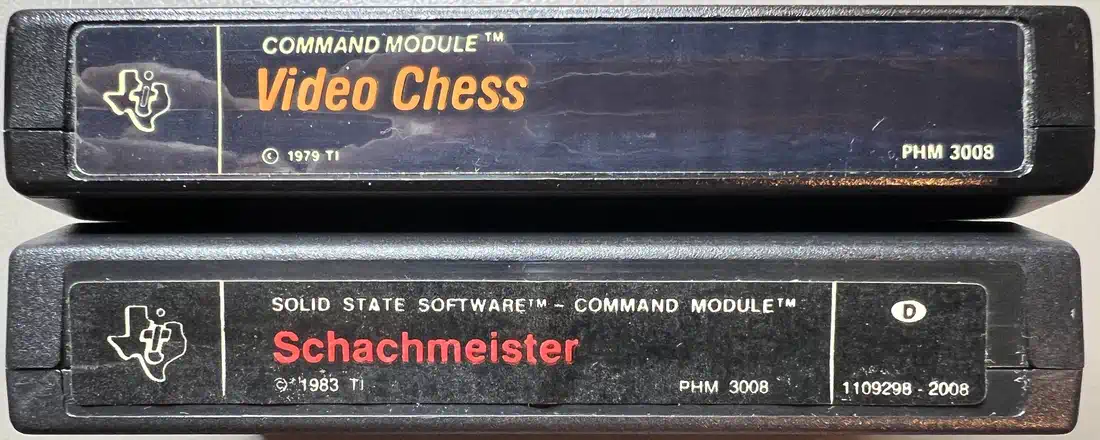 COMMAND MODULE™
Video Chess
© 1979 TI
PHM 3008
SOLID STATE SOFTWARE™ – COMMAND MODULE™
D
Schachmeister
©*1983 TI
PHM 3008
1109298 - 2008